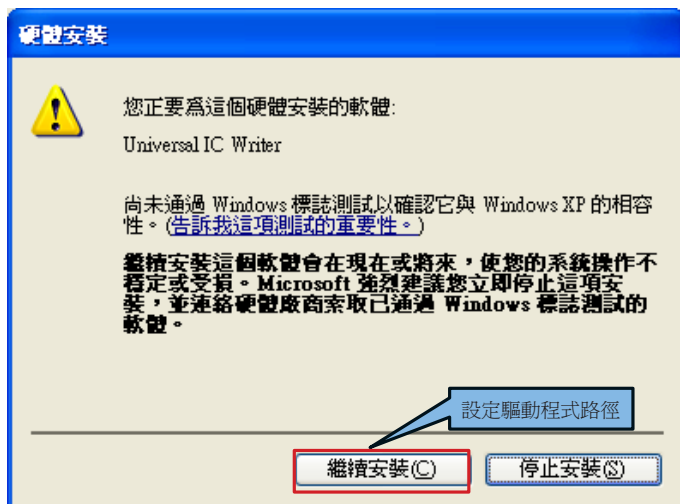 硬體安裝
您正要爲這個硬體安裝的軟體:
Universal IC Writer
尚未通過 Windows 標誌測試以確認它與 Windows XP 的相容
性。(告訴我這項測試的重要性。)
繼續安裝這個軟體會在現在或將來，使您的系統操作不
穩定或受損。Microsoft 強烈建議您立即停止這項安
裝，並連絡硬體廠商索取已通過 Windows 標誌測試的
軟體。
設定驅動程式路徑
繼續安裝(C)
停止安裝(S)